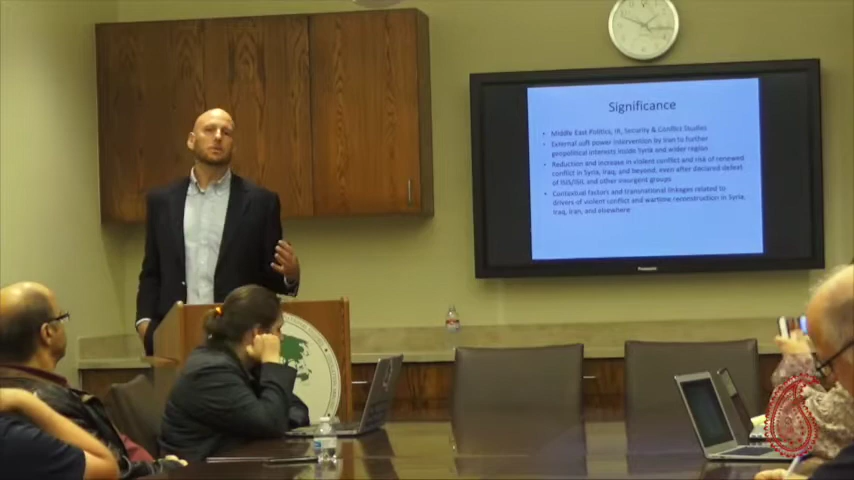 Significance
• Middle East Politics, IR, Security & Conflict Studies
• External soft power intervention by Iran to further
geopolitical interests inside Syria and wider region
• Reduction and increase in violent conflict and risk of renewed
conflict in Syria, Iraq, and beyond, even after declared defeat
of ISIS/ISIL and other insurgent groups
• Contextual factors and transnational linkages related to
drivers of violent conflict and wartime reconstruction in Syria,
Iraq, Iran and elsewhere
Panasonic